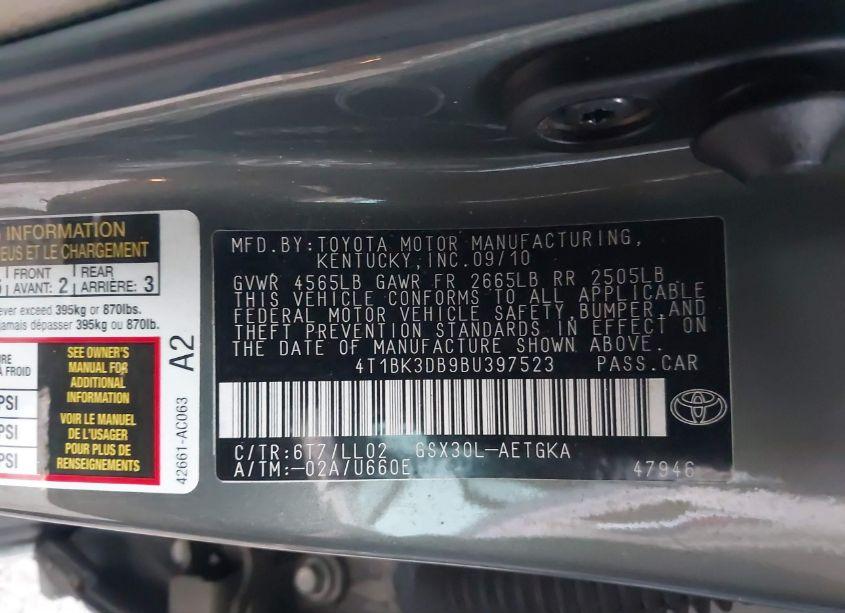 INFORMATION
EUS ET LE CHARGEMENT
FRONT
AVANT: 2
REAR
ARRIÈRE: 3
ever exceed 395kg or 870lbs.
jamais dépasser 395kg ou 870lb.
SEE OWNER'S
MANUAL FOR
ADDITIONAL
INFORMATION
VOIR LE MANUEL
DE L'USAGER
POUR PLUS DE
RENSEIGNEMENTS
URE
PSI
PSI
PSI
A2
42661-AC063
MFD.BY:TOYOTA MOTOR MANUFACTURING,
KENTUCKY,INC.09/10
GVWR 4565LB GAWR FR 2665LB RR 2505LB
THIS VEHICLE CONFORMS TO ALL APPLICABLE
FEDERAL MOTOR VEHICLE SAFETY,BUMPER,AND
THEFT PREVENTION STANDARDS IN EFFECT ON
THE DATE OF MANUFACTURE SHOWN ABOVE.
4T1BK3DB9BU397523 PASS.CAR
C/TR:6T7/LL02 GSX30L-AETGKA
A/TM:-02A/U660E 47946